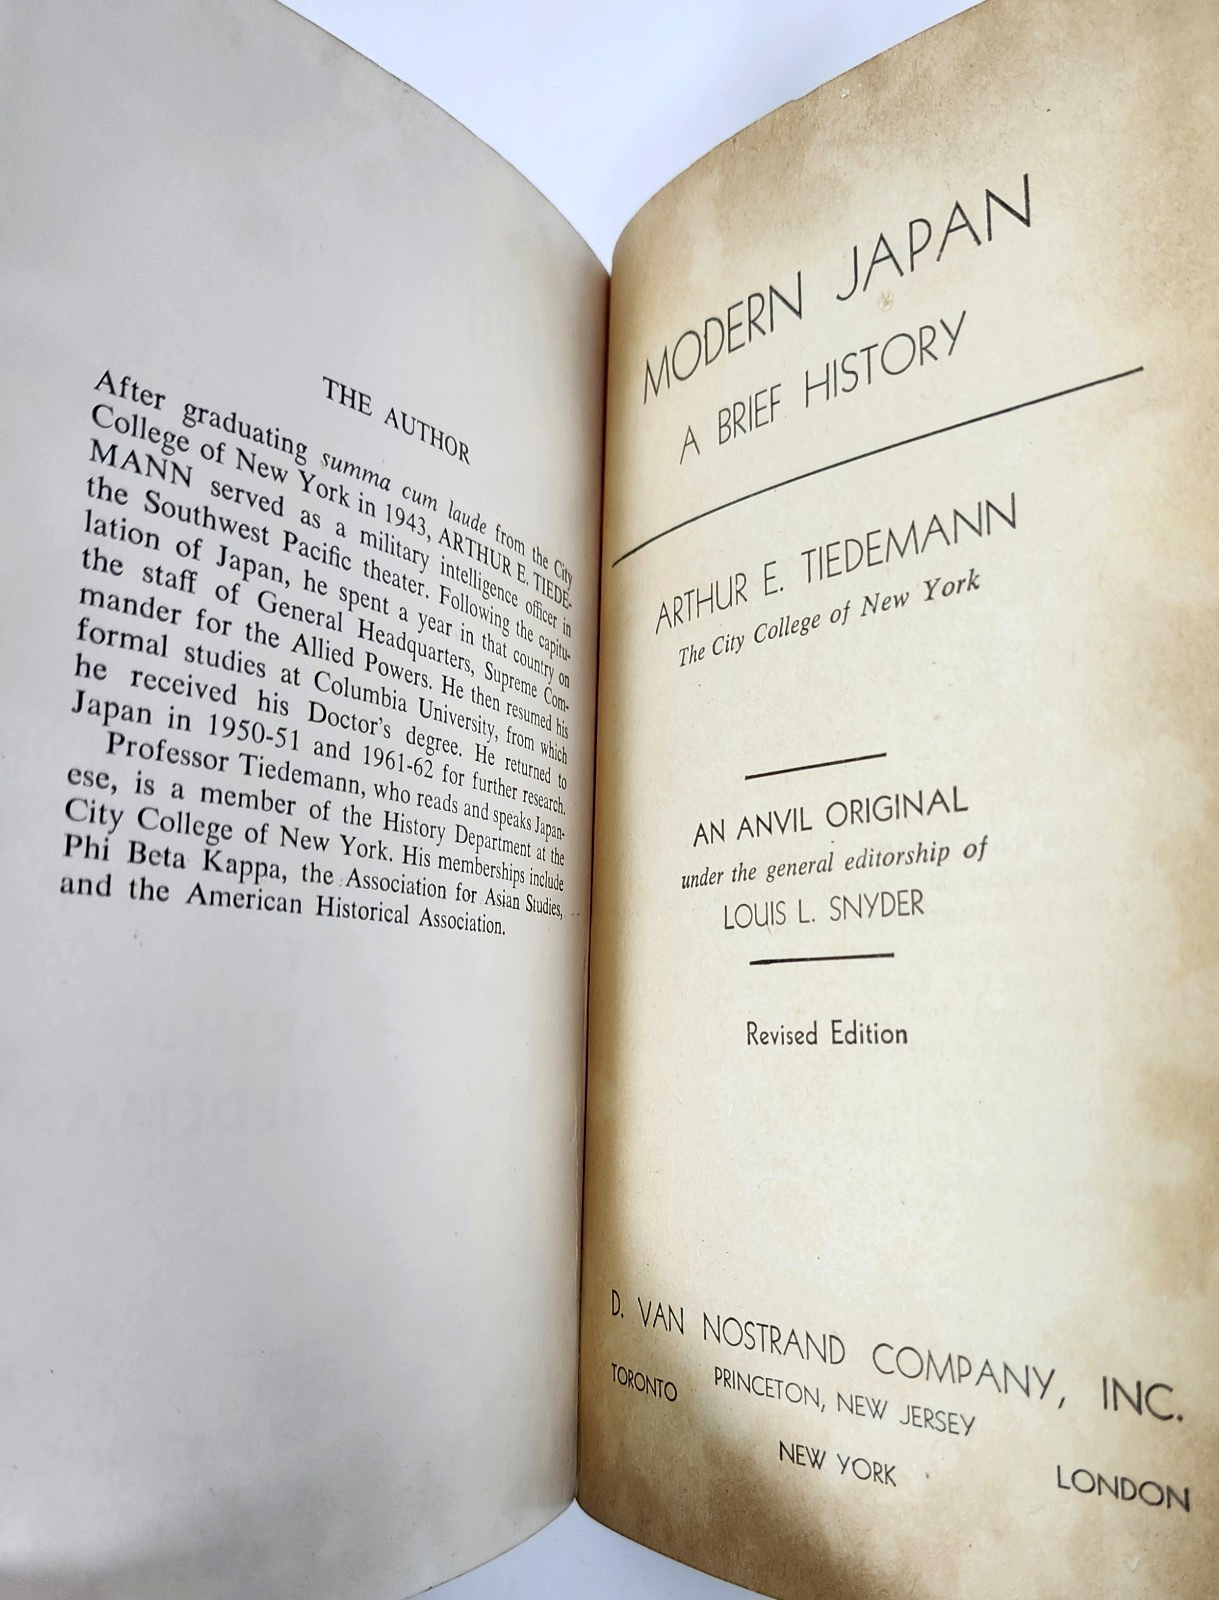 THE AUTHOR
After graduating summa cum laude from the City
College of New York in 1943, ARTHUR E. TIEDE-
MANN served as a military intelligence officer in
the Southwest Pacific theater. Following the capitu-
lation of Japan, he spent a year in that country on
the staff of General Headquarters, Supreme Com-
mander for the Allied Powers. He then resumed his
formal studies at Columbia University, from which
he received his Doctor's degree. He returned to
Japan in 1950-51 and 1961-62 for further research.
Professor Tiedemann, who reads and speaks Japan-
ese, is a member of the History Department at the
City College of New York. His memberships include
Phi Beta Kappa, the Association for Asian Studies,
and the American Historical Association.
MODERN JAPAN
A BRIEF HISTORY
ARTHUR E. TIEDEMANN
The City College of New York
AN ANVIL ORIGINAL
under the general editorship of
LOUIS L. SNYDER
Revised Edition
D. VAN NOSTRAND COMPANY, INC.
PRINCETON, NEW JERSEY
TORONTO
NEW YORK
LONDON